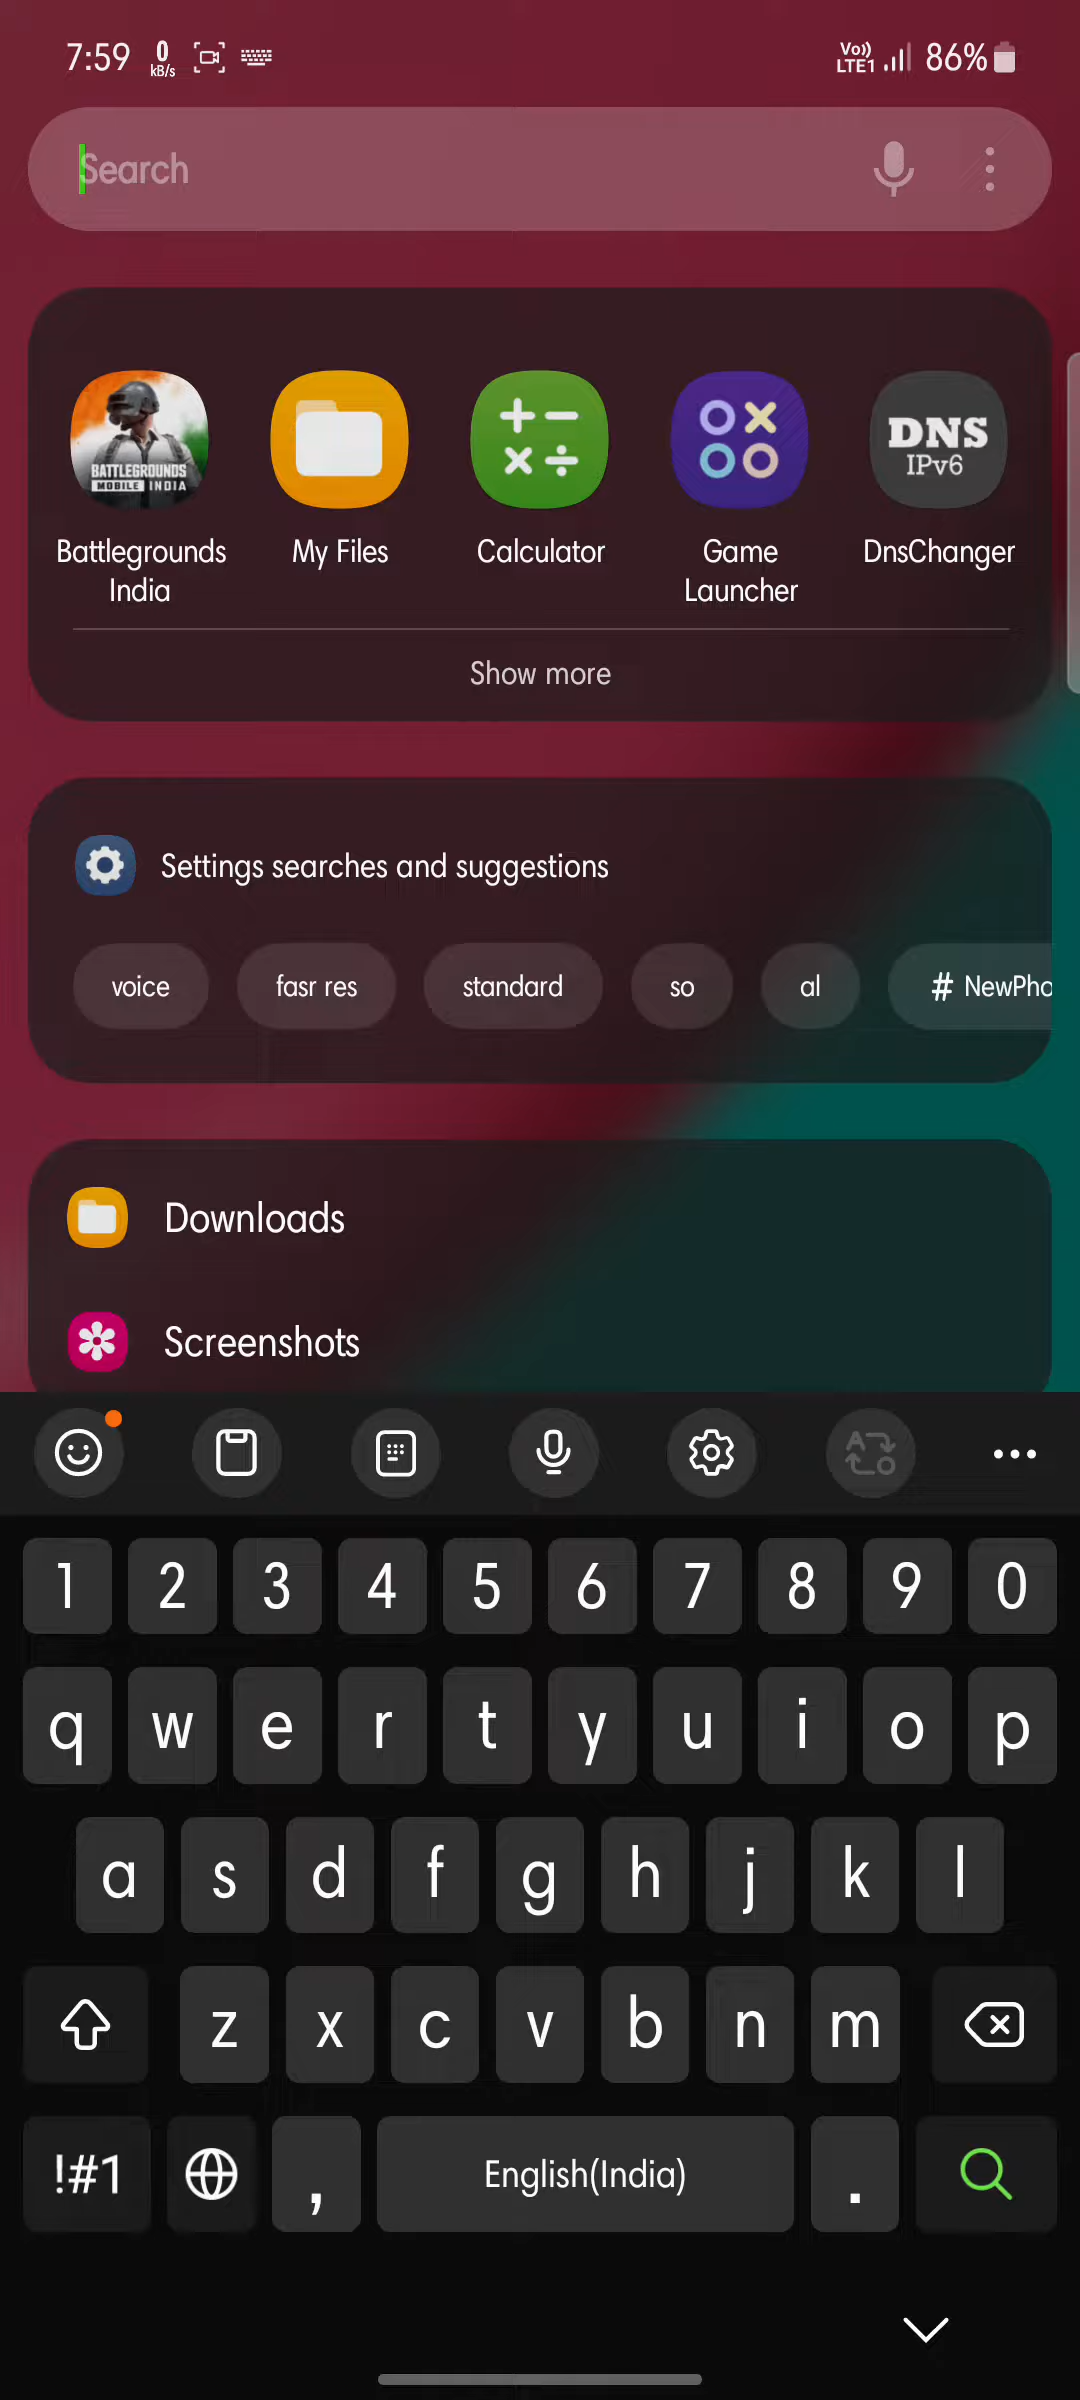 7:59 0 kB/s Vo)) LTE1 86%
Search
BATTLEGROUNDS
MOBILE INDIA
DNS
IPv6
Battlegrounds India
My Files
Calculator
Game Launcher
DnsChanger
Show more
Settings searches and suggestions
voice fasr res standard so al # NewPho
Downloads
Screenshots
1 2 3 4 5 6 7 8 9 0
q w e r t y u i o p
a s d f g h j k l
z x c v b n m
!#1 , English(India) .